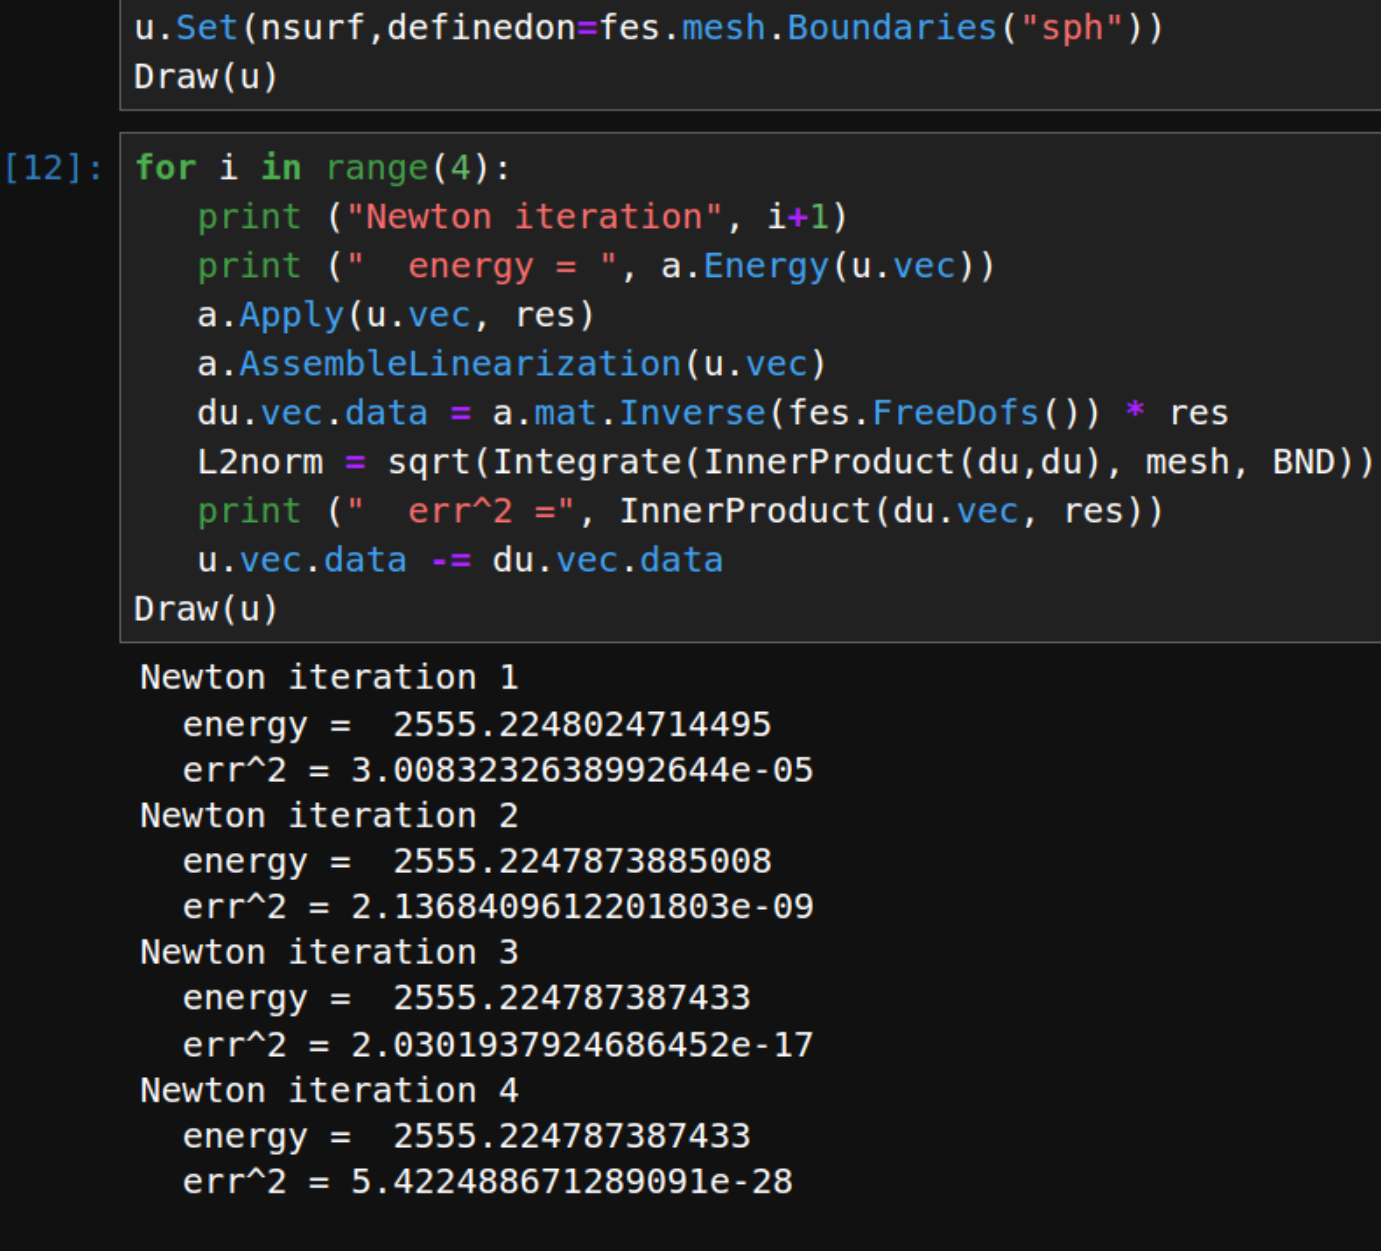 u.Set(nsurf,definedon=fes.mesh.Boundaries("sph"))
Draw(u)
[12]: for i in range(4):
   print ("Newton iteration", i+1)
   print ("  energy = ", a.Energy(u.vec))
   a.Apply(u.vec, res)
   a.AssembleLinearization(u.vec)
   du.vec.data = a.mat.Inverse(fes.FreeDofs()) * res
   L2norm = sqrt(Integrate(InnerProduct(du,du), mesh, BND))
   print ("  err^2 =", InnerProduct(du.vec, res))
   u.vec.data -= du.vec.data
Draw(u)
Newton iteration 1
  energy =  2555.2248024714495
  err^2 = 3.0083232638992644e-05
Newton iteration 2
  energy =  2555.2247873885008
  err^2 = 2.1368409612201803e-09
Newton iteration 3
  energy =  2555.224787387433
  err^2 = 2.0301937924686452e-17
Newton iteration 4
  energy =  2555.224787387433
  err^2 = 5.422488671289091e-28